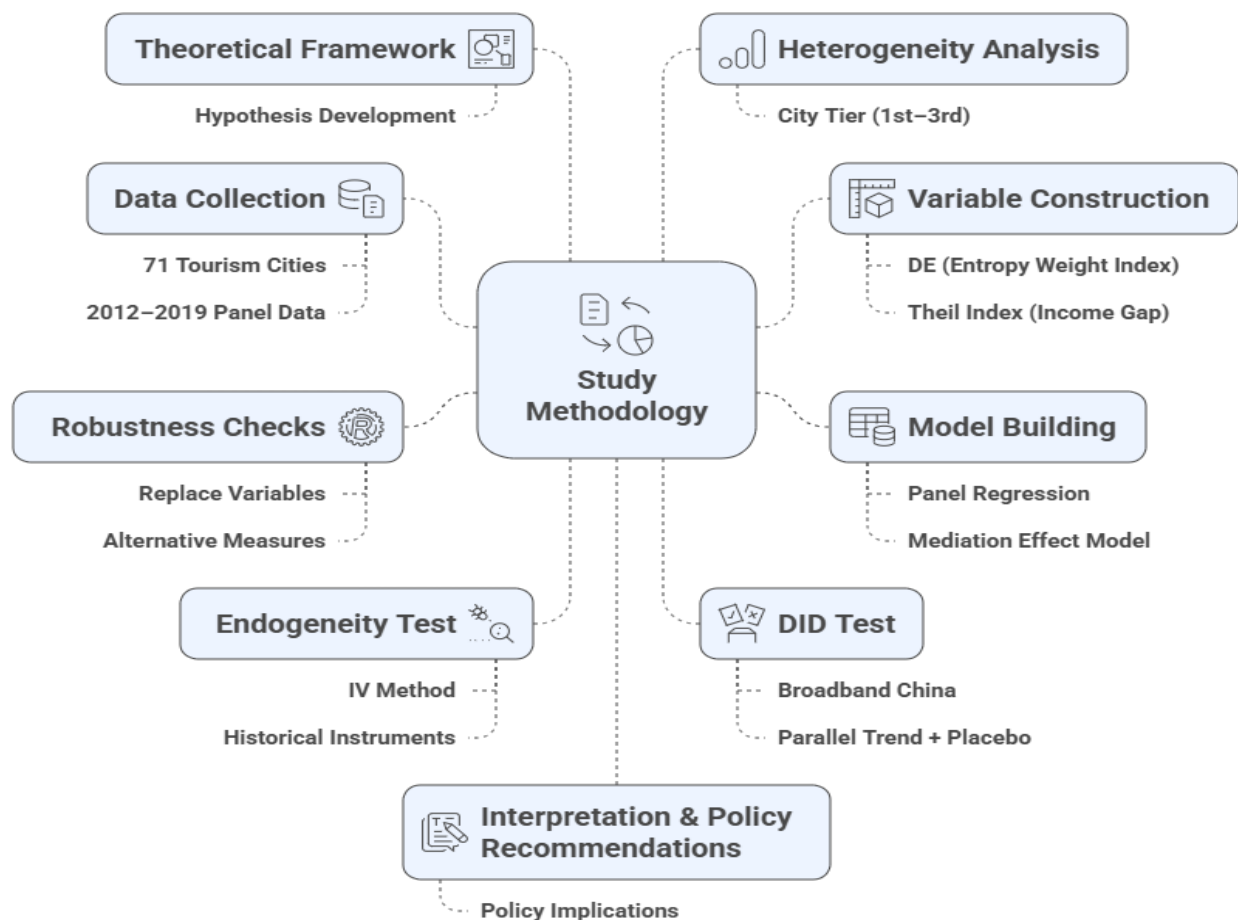 Theoretical Framework
Hypothesis Development
Heterogeneity Analysis
City Tier (1st–3rd)
Data Collection
71 Tourism Cities
2012–2019 Panel Data
Variable Construction
DE (Entropy Weight Index)
Theil Index (Income Gap)
Study
Methodology
Robustness Checks
Replace Variables
Alternative Measures
Model Building
Panel Regression
Mediation Effect Model
Endogeneity Test
IV Method
Historical Instruments
DID Test
Broadband China
Parallel Trend + Placebo
Interpretation & Policy
Recommendations
Policy Implications